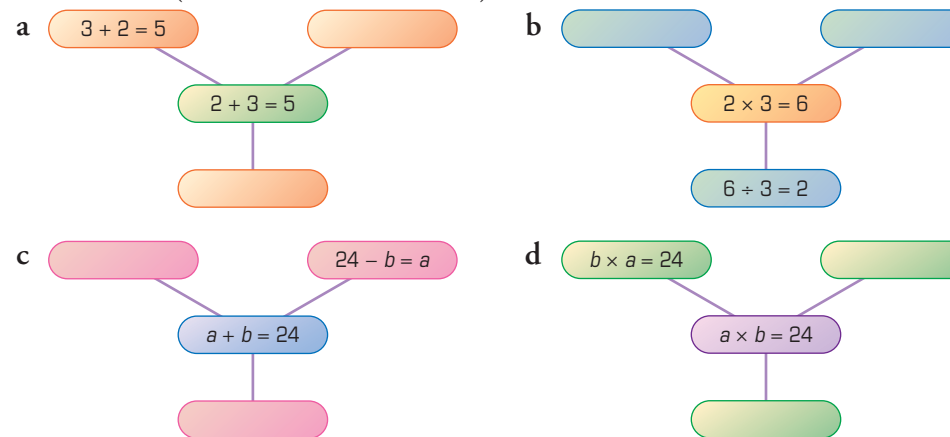 a
3 + 2 = 5
2 + 3 = 5
b
2 × 3 = 6
6 ÷ 3 = 2
c
24 – b = a
a + b = 24
d
b × a = 24
a × b = 24